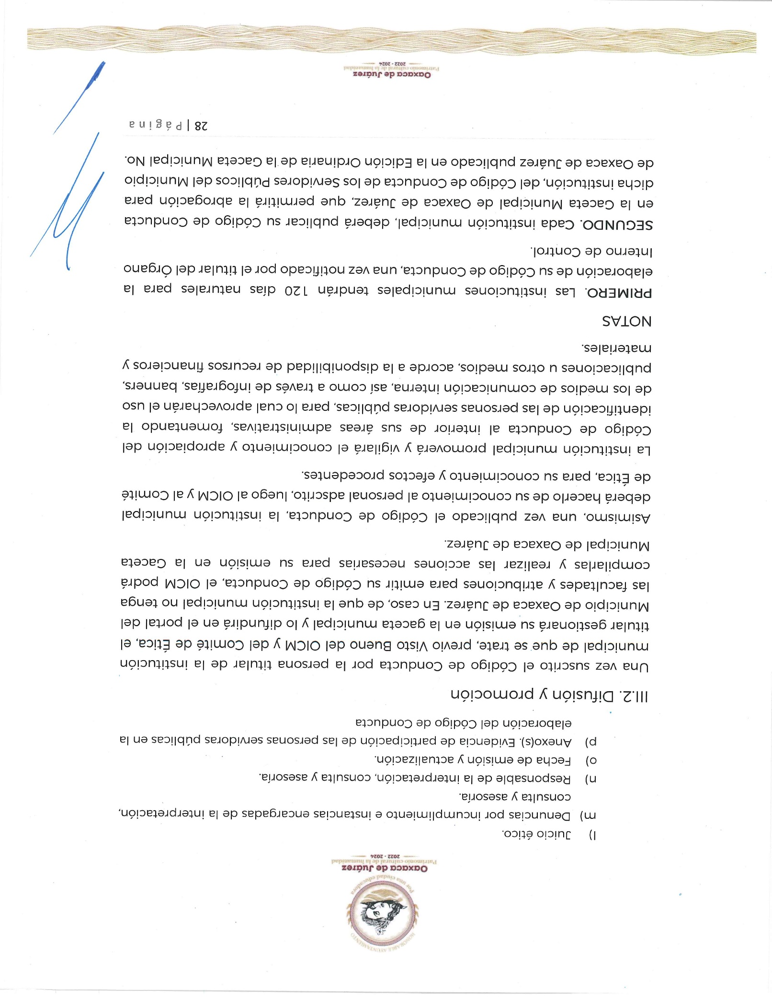 HONORABLE AYUNTAMIENTO
Por una ciudad educadora
Oaxaca de Juárez
Patrimonio cultural de la humanidad
2022 - 2024
l) Juicio ético.
m) Denuncias por incumplimiento e instancias encargadas de la interpretación,
consulta y asesoría.
n) Responsable de la interpretación, consulta y asesoría.
o) Fecha de emisión y actualización.
p) Anexo(s). Evidencia de participación de las personas servidoras públicas en la
elaboración del Código de Conducta
III.2. Difusión y promoción
Una vez suscrito el Código de Conducta por la persona titular de la institución
municipal de que se trate, previo Visto Bueno del OICM y del Comité de Ética, el
titular gestionará su emisión en la gaceta municipal y lo difundirá en el portal del
Municipio de Oaxaca de Juárez. En caso, de que la institución municipal no tenga
las facultades y atribuciones para emitir su Código de Conducta, el OICM podrá
compilarlas y realizar las acciones necesarias para su emisión en la Gaceta
Municipal de Oaxaca de Juárez.
Asimismo, una vez publicado el Código de Conducta, la institución municipal
deberá hacerlo de su conocimiento al personal adscrito, luego al OICM y al Comité
de Ética, para su conocimiento y efectos procedentes.
La institución municipal promoverá y vigilará el conocimiento y apropiación del
Código de Conducta al interior de sus áreas administrativas, fomentando la
identificación de las personas servidoras públicas, para lo cual aprovecharán el uso
de los medios de comunicación interna, así como a través de infografías, banners,
publicaciones u otros medios, acorde a la disponibilidad de recursos financieros y
materiales.
NOTAS
PRIMERO. Las instituciones municipales tendrán 120 días naturales para la
elaboración de su Código de Conducta, una vez notificado por el titular del Órgano
Interno de Control.
SEGUNDO. Cada institución municipal, deberá publicar su Código de Conducta
en la Gaceta Municipal de Oaxaca de Juárez, que permitirá la abrogación para
dicha institución, del Código de Conducta de los Servidores Públicos del Municipio
de Oaxaca de Juárez publicado en la Edición Ordinaria de la Gaceta Municipal No.
28 | Página
Oaxaca de Juárez
Patrimonio cultural de la humanidad
2022 - 2024